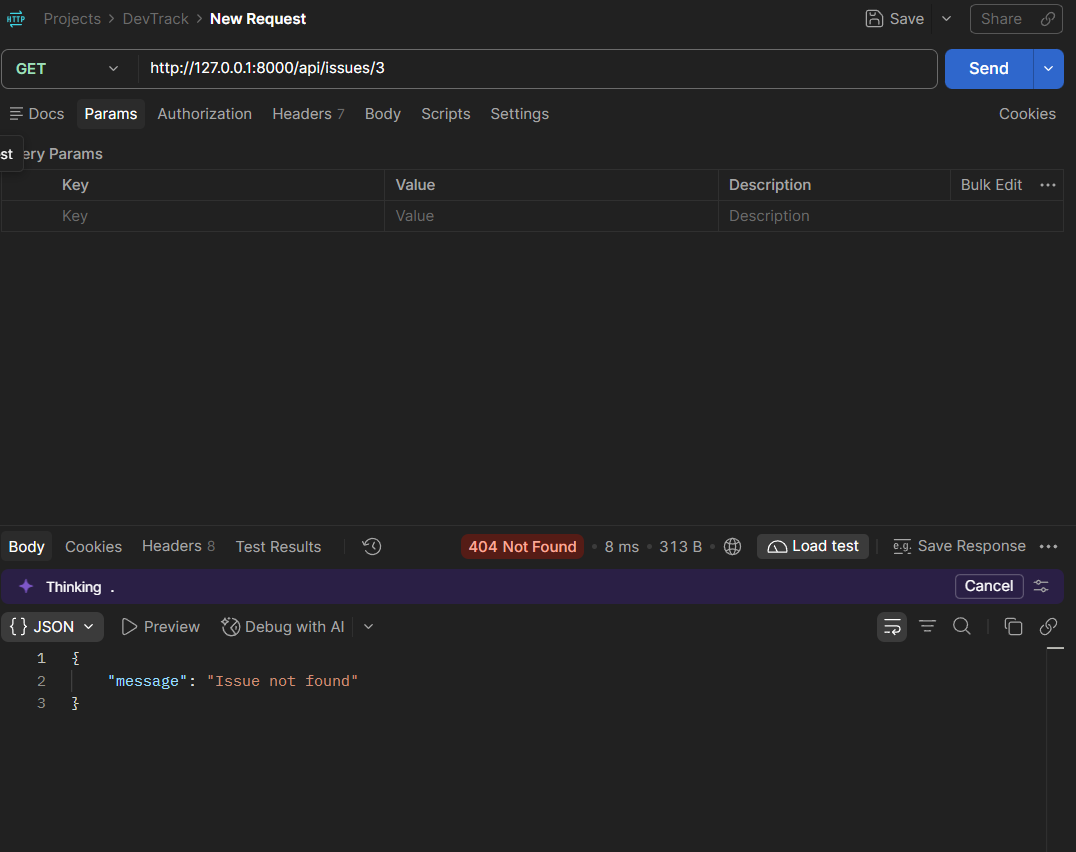 HTTP Projects > DevTrack > New Request Save Share
GET http://127.0.0.1:8000/api/issues/3 Send
Docs Params Authorization Headers 7 Body Scripts Settings Cookies
st ery Params
Key Value Description Bulk Edit ...
Key Value Description
Body Cookies Headers 8 Test Results 404 Not Found • 8 ms • 313 B • Load test e.g. Save Response ...
Thinking . Cancel
{} JSON Preview Debug with AI
1 {
2 "message": "Issue not found"
3 }